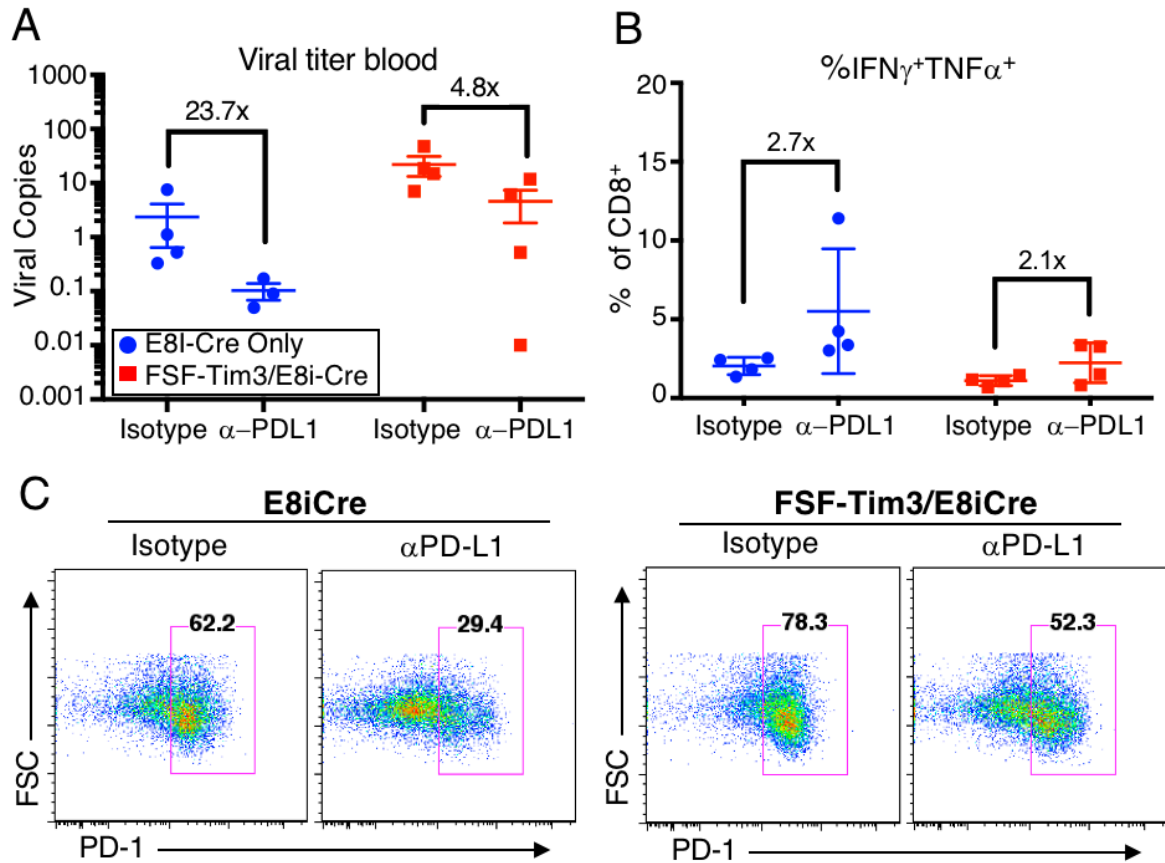 A
Viral titer blood
1000
100
10
1
0.1
0.01
0.001
Viral Copies
23.7x
4.8x
E8I-Cre Only
FSF-Tim3/E8i-Cre
Isotype α–PDL1
Isotype α–PDL1
B
%IFNγ+TNFα+
20
15
10
5
0
% of CD8+
2.7x
2.1x
Isotype α–PDL1
Isotype α–PDL1
C
E8iCre
Isotype
αPD-L1
62.2
29.4
FSC
PD-1
FSF-Tim3/E8iCre
Isotype
αPD-L1
78.3
52.3
FSC
PD-1